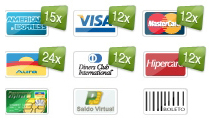 AMERICAN EXPRESS 15x
VISA 12x
MasterCard 12x
AURA 24x
Diners Club International 12x
Hipercard 12x
Saldo Virtual
BOLETO